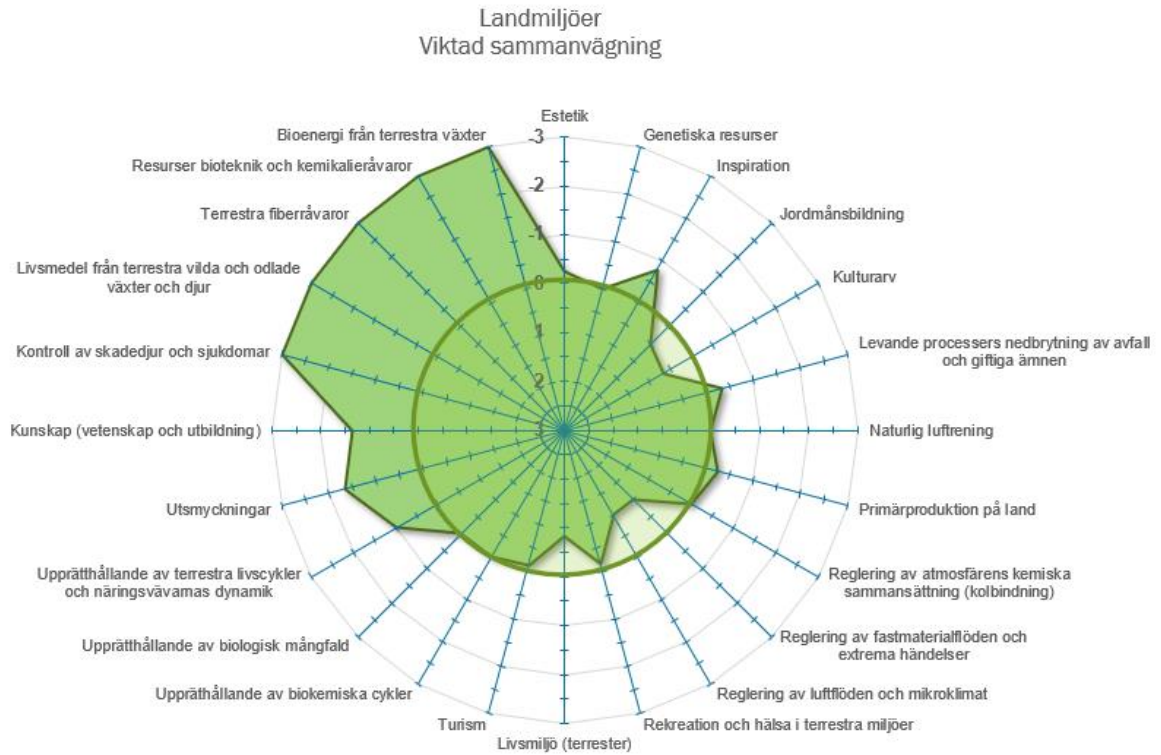 Landmiljöer
Viktad sammanvägning
Estetik
Genetiska resurser
Inspiration
Jordmånsbildning
Kulturarv
Levande processers nedbrytning av avfall
och giftiga ämnen
Naturlig luftrening
Primärproduktion på land
Reglering av atmosfärens kemiska
sammansättning (kolbindning)
Reglering av fastmaterialflöden och
extrema händelser
Reglering av luftflöden och mikroklimat
Rekreation och hälsa i terrestra miljöer
Livsmiljö (terrester)
Turism
Uppräthållande av biokemiska cykler
Upprätthållande av biologisk mångfald
Upprätthållande av terrestra livscykler
och näringsvävarnas dynamik
Utsmyckningar
Kunskap (vetenskap och utbildning)
Kontroll av skadedjur och sjukdomar
Livsmedel från terrestra vilda och odlade
växter och djur
Terrestra fiberråvaror
Resurser bioteknik och kemikalieråvaror
Bioenergi från terrestra växter
-3
-2
-1
0
1
2
3